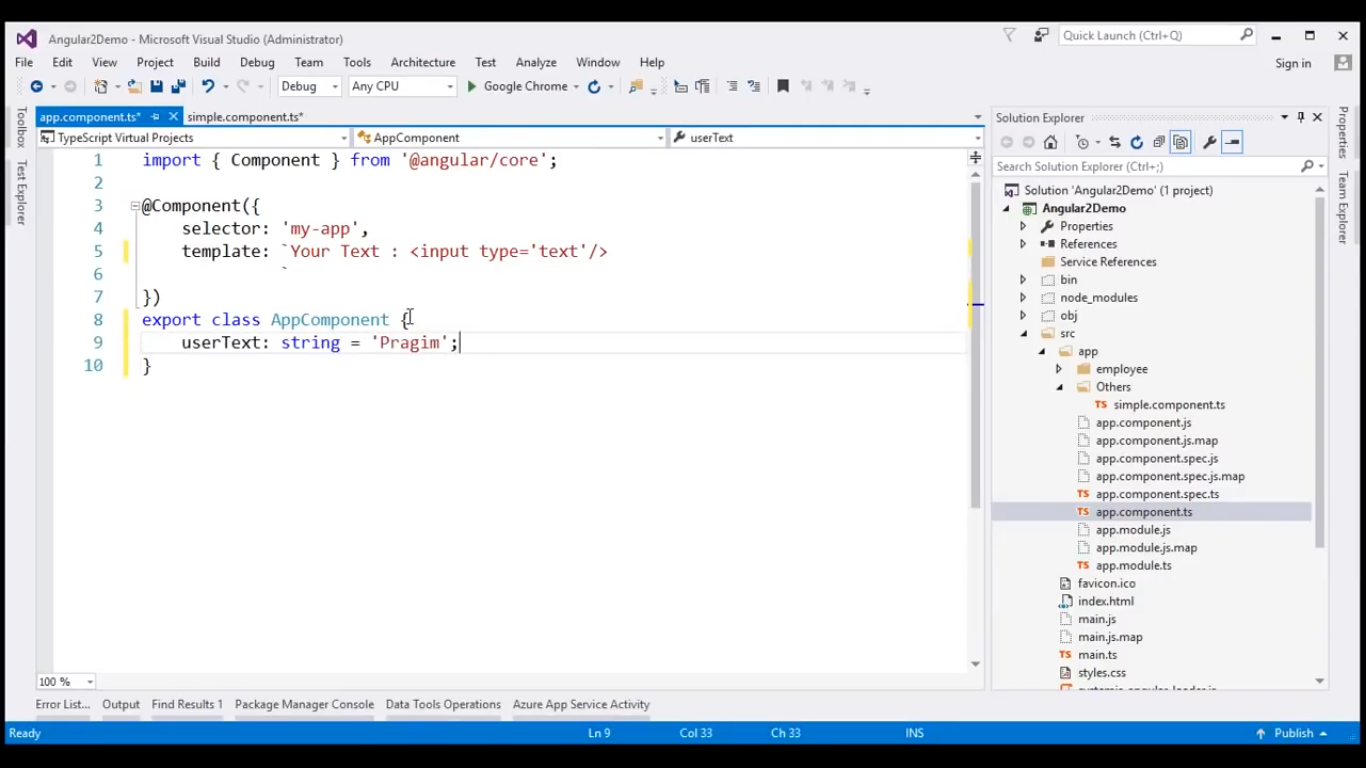 Angular2Demo - Microsoft Visual Studio (Administrator)
Quick Launch (Ctrl+Q)
File Edit View Project Build Debug Team Tools Architecture Test Analyze Window Help
Sign in
Debug Any CPU Google Chrome
Toolbox
Test Explorer
app.component.ts* simple.component.ts*
TypeScript Virtual Projects AppComponent userText
1 import { Component } from '@angular/core';
2
3 @Component({
4 selector: 'my-app',
5 template: `Your Text : <input type='text'/>
6 `
7 })
8 export class AppComponent {
9 userText: string = 'Pragim';
10 }
100 %
Solution Explorer
Search Solution Explorer (Ctrl+;)
Solution 'Angular2Demo' (1 project)
Angular2Demo
Properties
References
Service References
bin
node_modules
obj
src
app
employee
Others
TS simple.component.ts
app.component.js
app.component.js.map
app.component.spec.js
app.component.spec.js.map
TS app.component.spec.ts
TS app.component.ts
app.module.js
app.module.js.map
TS app.module.ts
favicon.ico
index.html
main.js
main.js.map
TS main.ts
styles.css
Properties
Team Explorer
Error List... Output Find Results 1 Package Manager Console Data Tools Operations Azure App Service Activity
Ready Ln 9 Col 33 Ch 33 INS Publish